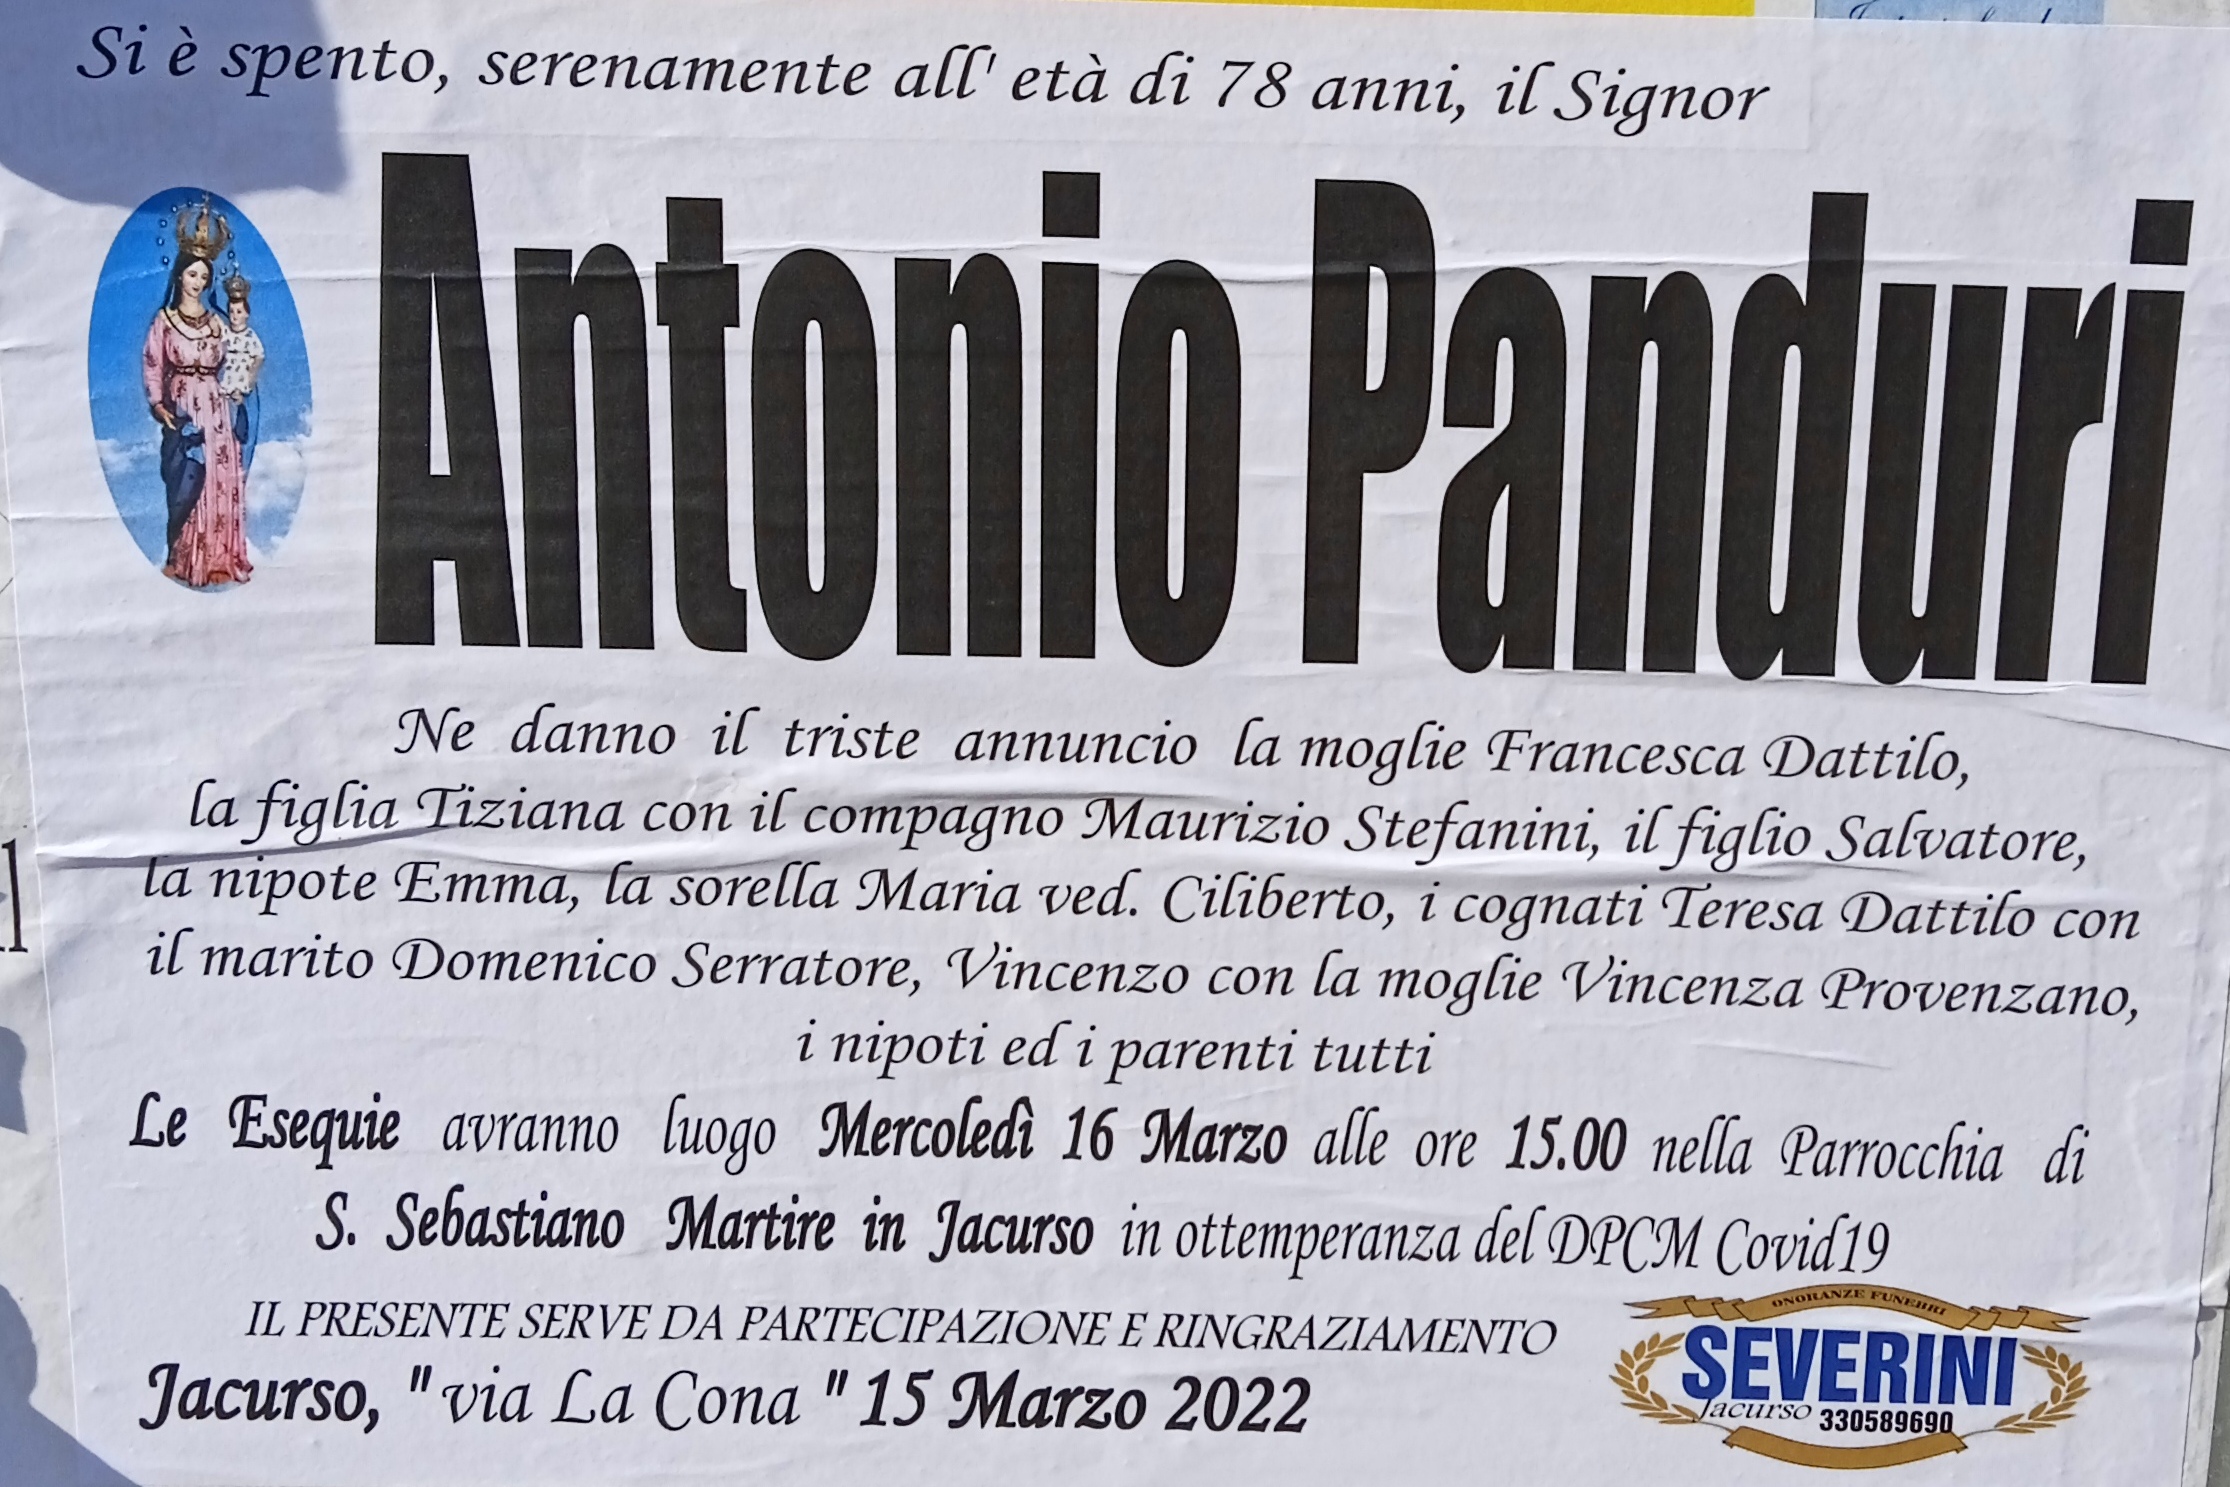 Si è spento, serenamente all' età di 78 anni, il Signor
Antonio Panduri
Ne danno il triste annuncio la moglie Francesca Dattilo,
la figlia Tiziana con il compagno Maurizio Stefanini, il figlio Salvatore,
la nipote Emma, la sorella Maria ved. Ciliberto, i cognati Teresa Dattilo con
il marito Domenico Serratore, Vincenzo con la moglie Vincenza Provenzano,
i nipoti ed i parenti tutti
Le Esequie avranno luogo Mercoledì 16 Marzo alle ore 15.00 nella Parrocchia di
S. Sebastiano Martire in Jacurso in ottemperanza del DPCM Covid19
IL PRESENTE SERVE DA PARTECIPAZIONE E RINGRAZIAMENTO
Jacurso, "via La Cona " 15 Marzo 2022
ONORANZE FUNEBRI
SEVERINI
Jacurso 330589690